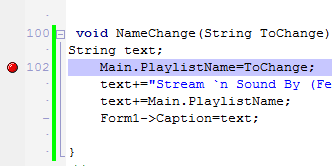 100 void NameChange(String ToChange)
String text;
102 Main.PlaylistName=ToChange;
text+="Stream `n Sound By (Fe
text+=Main.PlaylistName;
Form1->Caption=text;
}